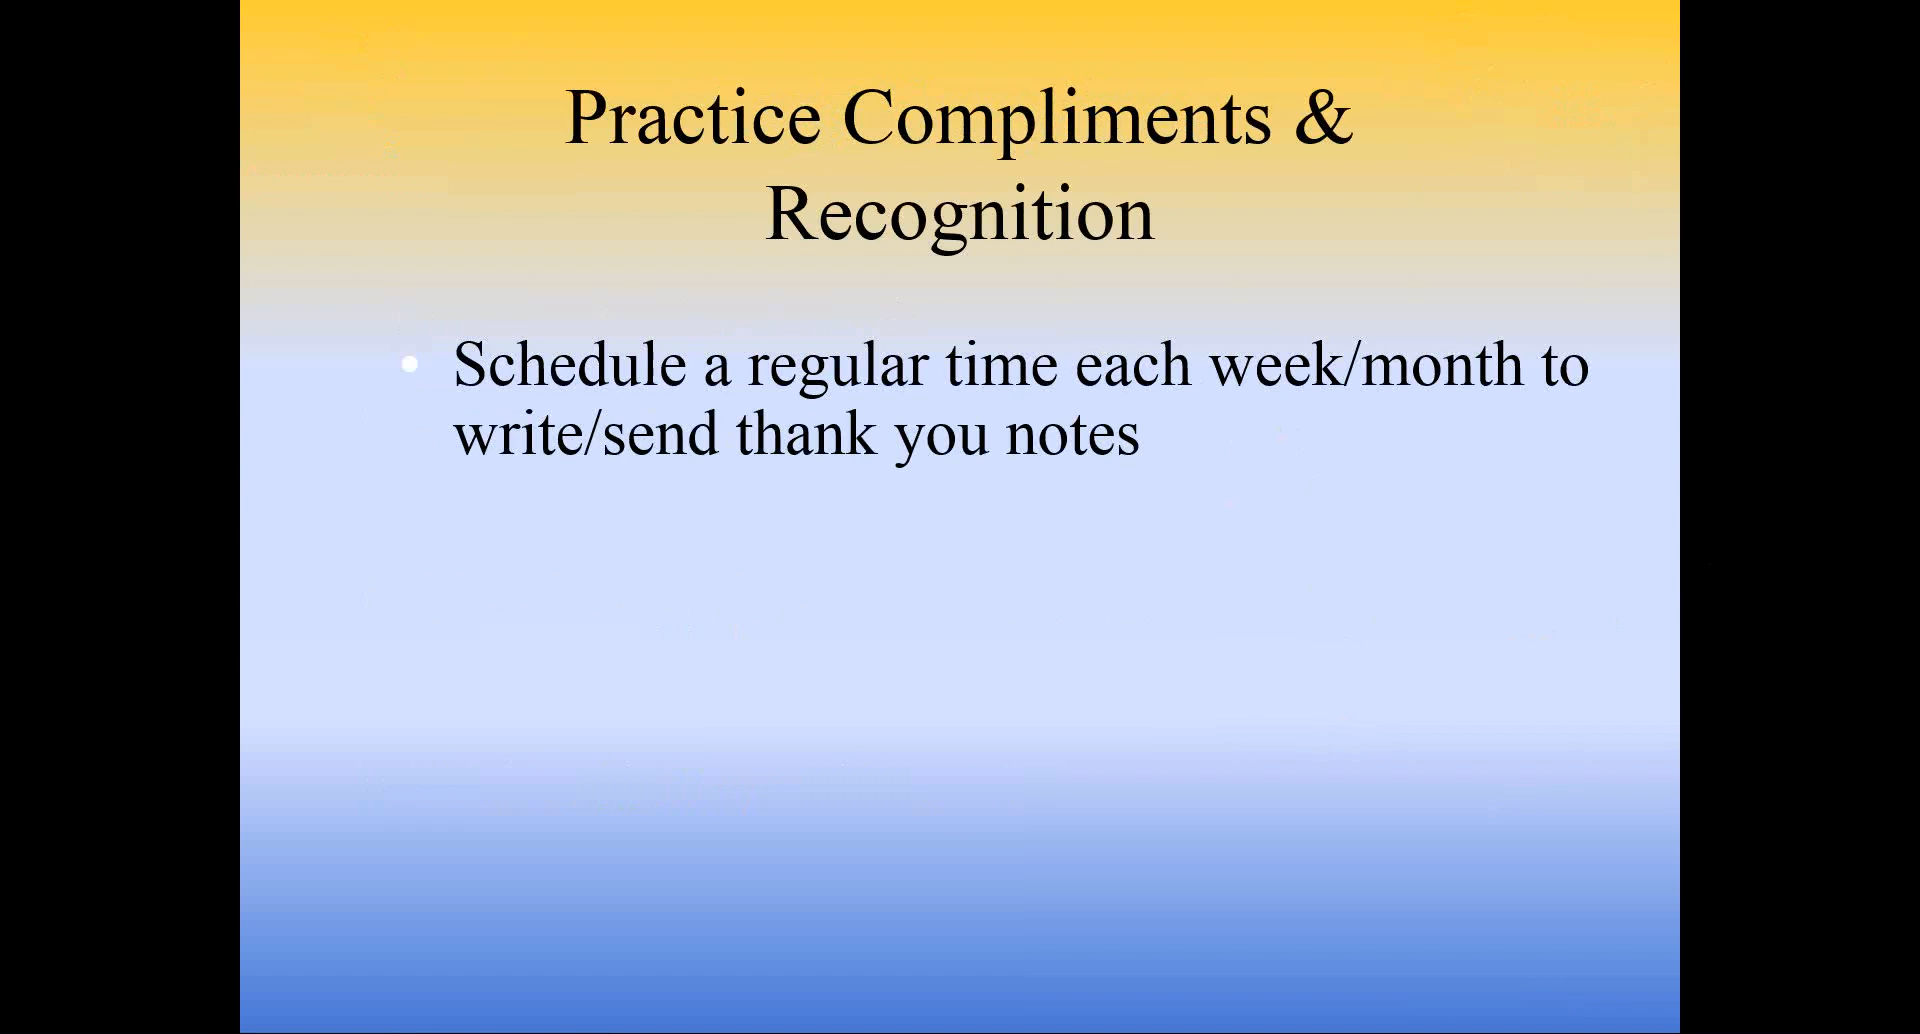 Practice Compliments &
Recognition
• Schedule a regular time each week/month to
write/send thank you notes